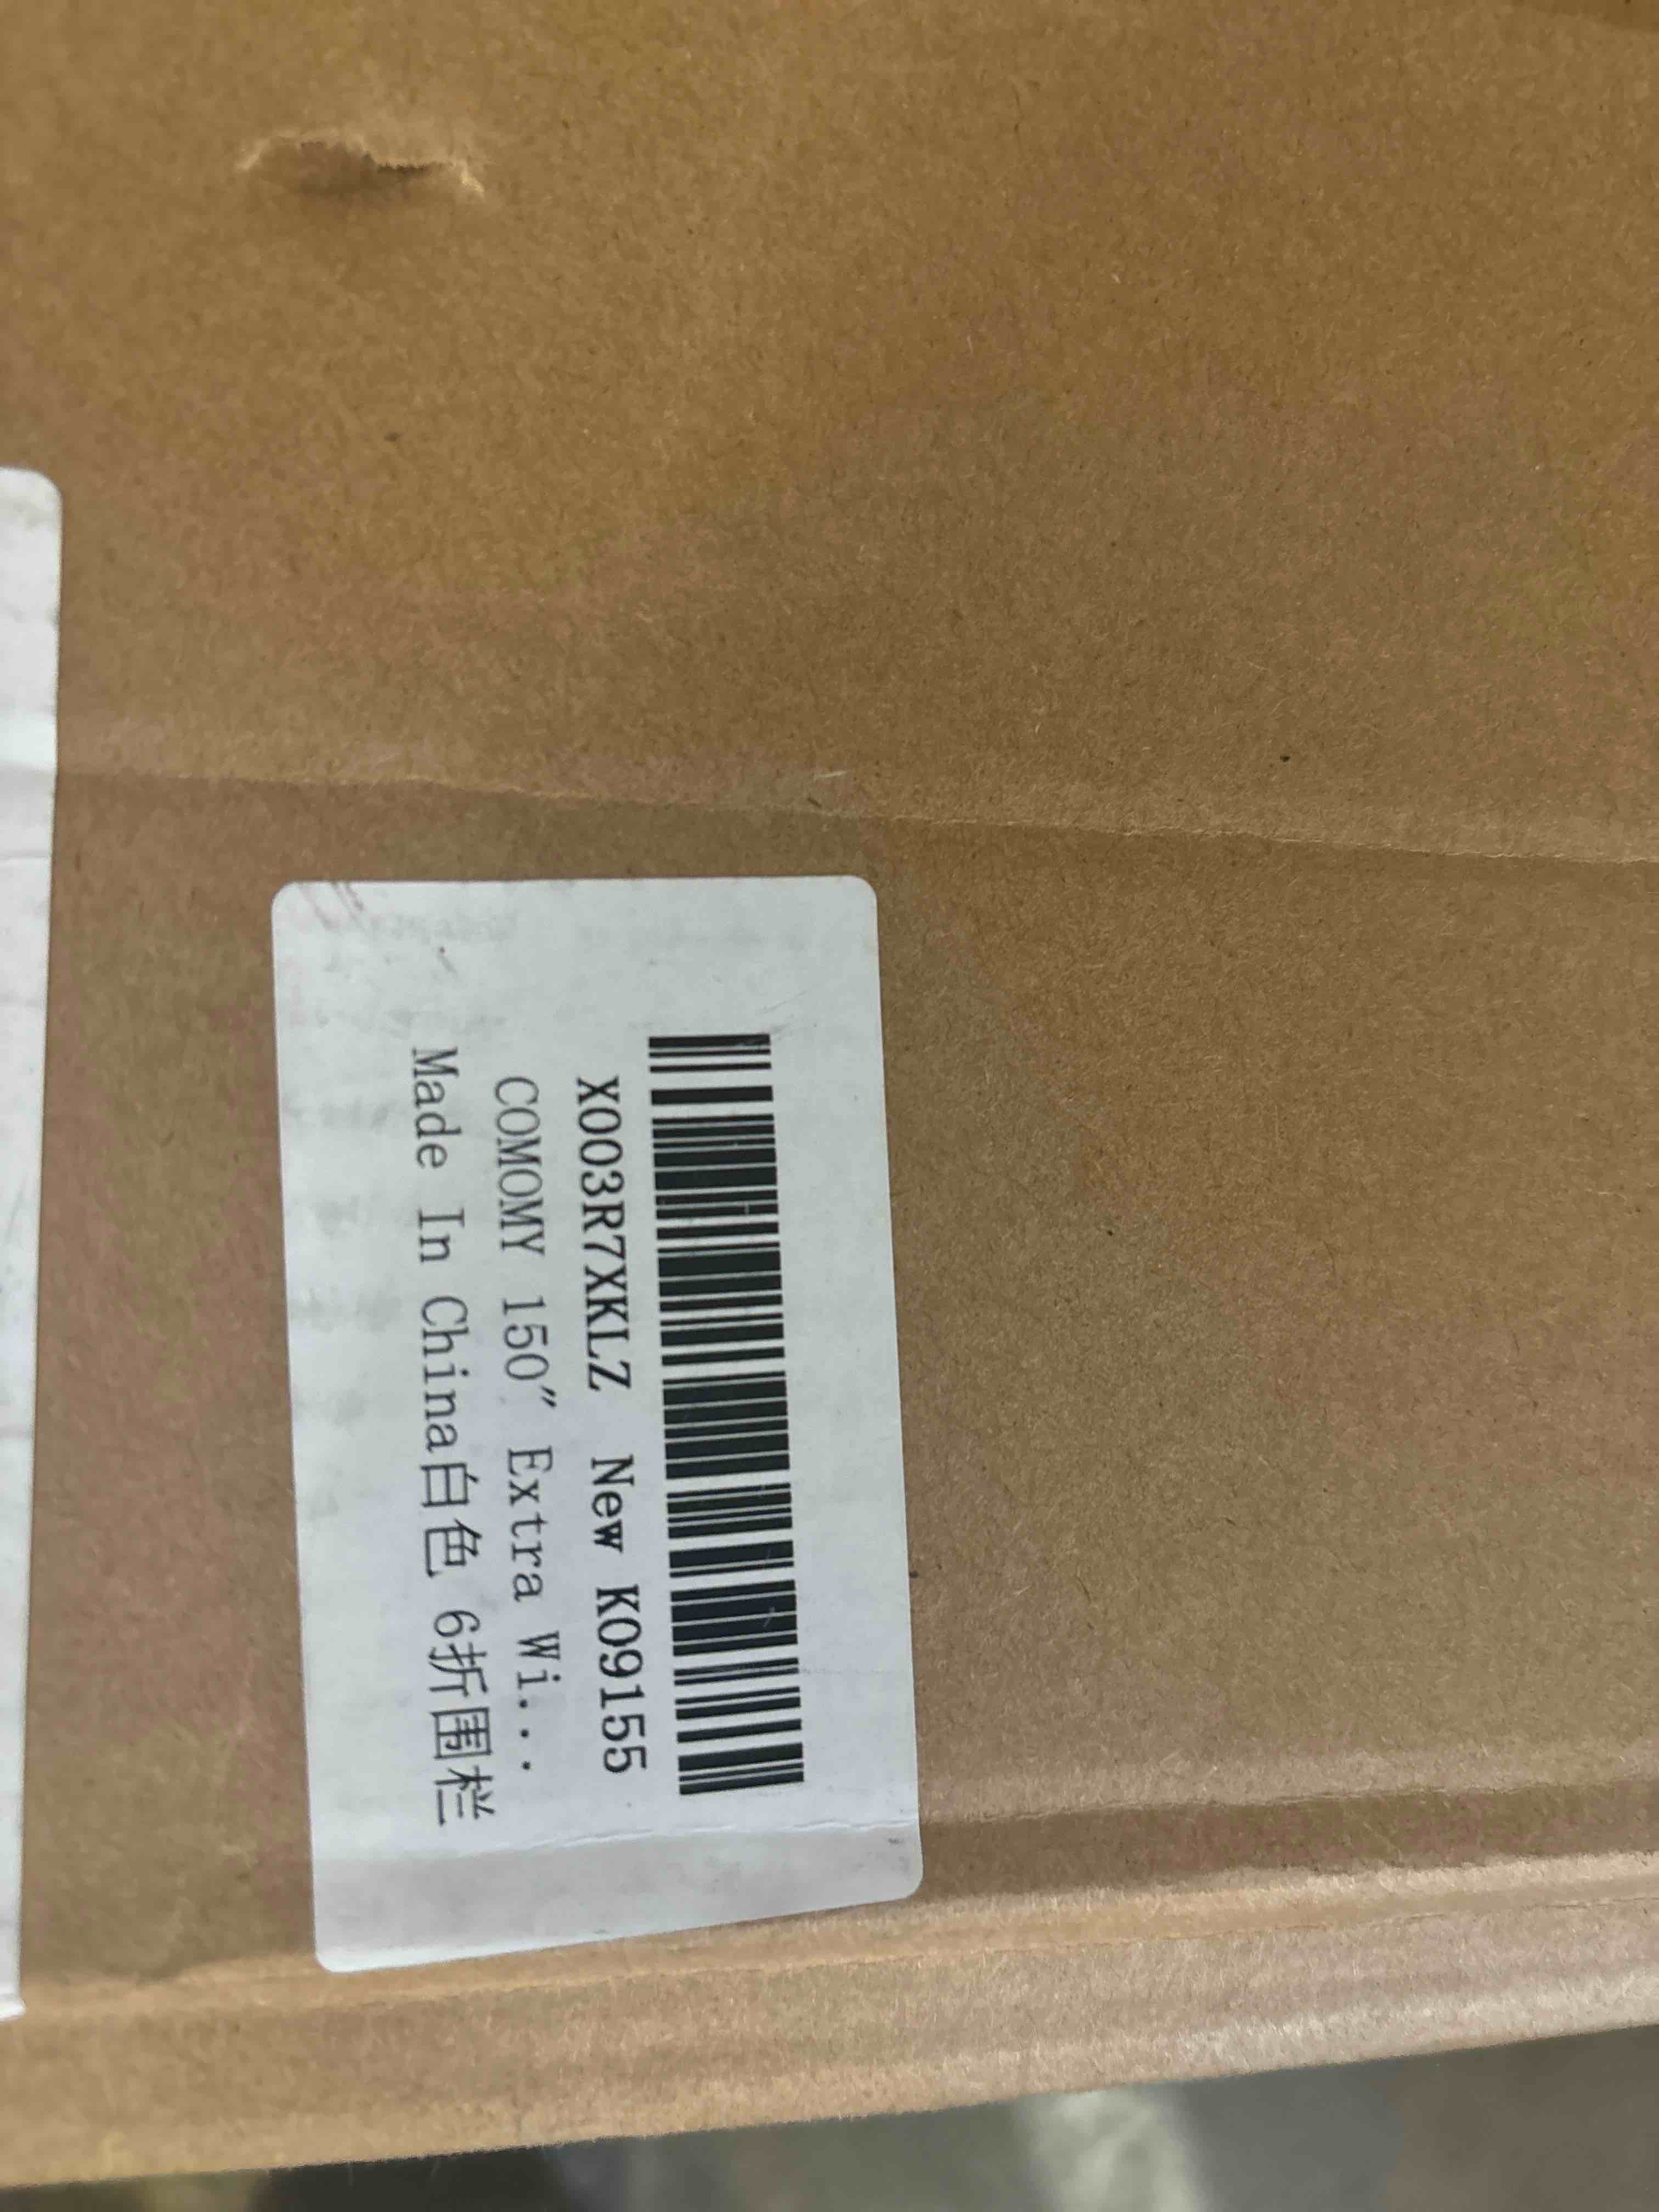 X003R7XKLZ New K09155
COMOMY 150" Extra Wi...
Made In China白色 6折围栏